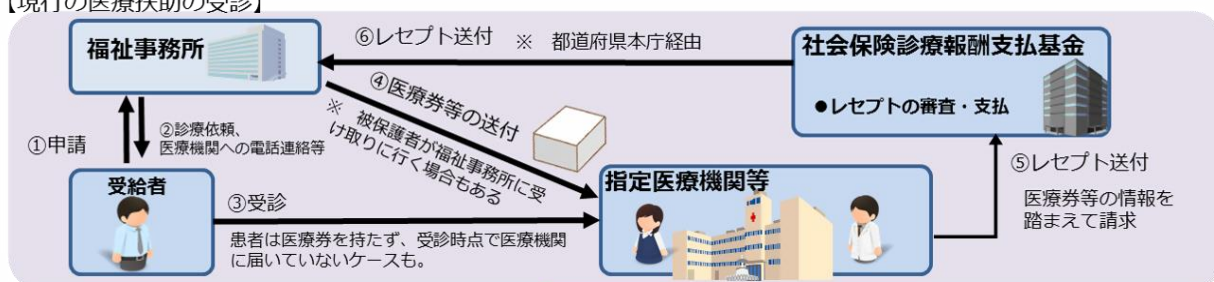 【現行の医療扶助の受診】
福祉事務所
⑥レセプト送付 ※ 都道府県本庁経由
社会保険診療報酬支払基金
●レセプトの審査・支払
④医療券等の送付
※ 被保護者が福祉事務所に受
け取りに行く場合もある
①申請
②診療依頼、
医療機関への電話連絡等
受給者
③受診
患者は医療券を持たず、受診時点で医療機関
に届いていないケースも。
指定医療機関等
⑤レセプト送付
医療券等の情報を
踏まえて請求